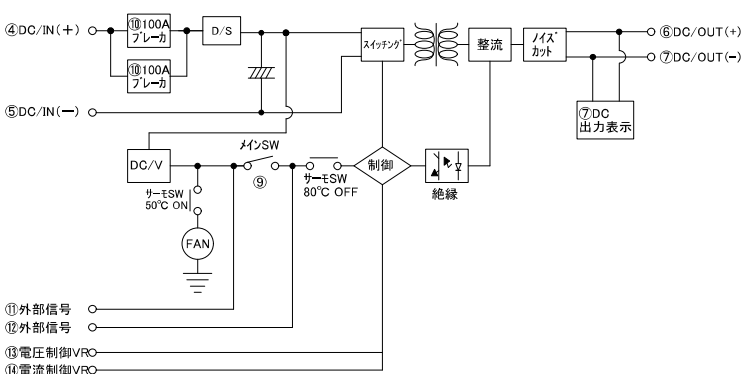 ④DC/IN(＋)
⑩100A
ブレーカ
D/S
⑩100A
ブレーカ
スイッチング
整流
ノイズ
カット
⑥DC/OUT(+)
⑦DC/OUT(−)
⑦DC
出力表示
⑤DC/IN(ー)
DC/V
メインSW
⑨
サーモSW
80℃ OFF
制御
絶縁
サーモSW
50℃ ON
FAN
⑪外部信号
⑫外部信号
⑬電圧制御VR
⑭電流制御VR